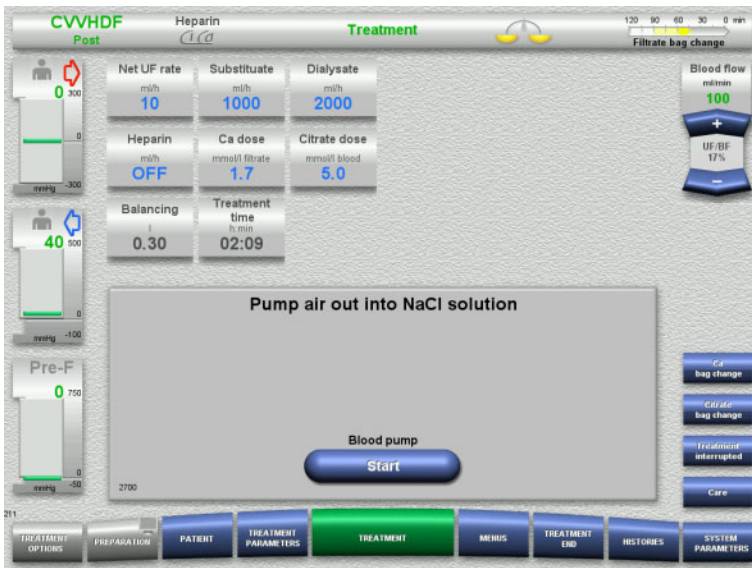 CVVHDF
Post
Heparin
CiCa
Treatment
120 90 60 30 0 min
Filtrate bag change
0
300
0
-300
mmHg
40
500
0
-100
mmHg
Pre-F
0
750
0
-50
mmHg
Net UF rate
ml/h
10
Substituate
ml/h
1000
Dialysate
ml/h
2000
Heparin
ml/h
OFF
Ca dose
mmol/l filtrate
1.7
Citrate dose
mmol/l blood
5.0
Balancing
l
0.30
Treatment
time
h:min
02:09
Blood flow
ml/min
100
+
UF/BF
17%
−
Pump air out into NaCl solution
Blood pump
Start
2700
Ca
bag change
Citrate
bag change
Treatment
interrupted
Care
211
TREATMENT
OPTIONS
PREPARATION
PATIENT
TREATMENT
PARAMETERS
TREATMENT
MENUS
TREATMENT
END
HISTORIES
SYSTEM
PARAMETERS